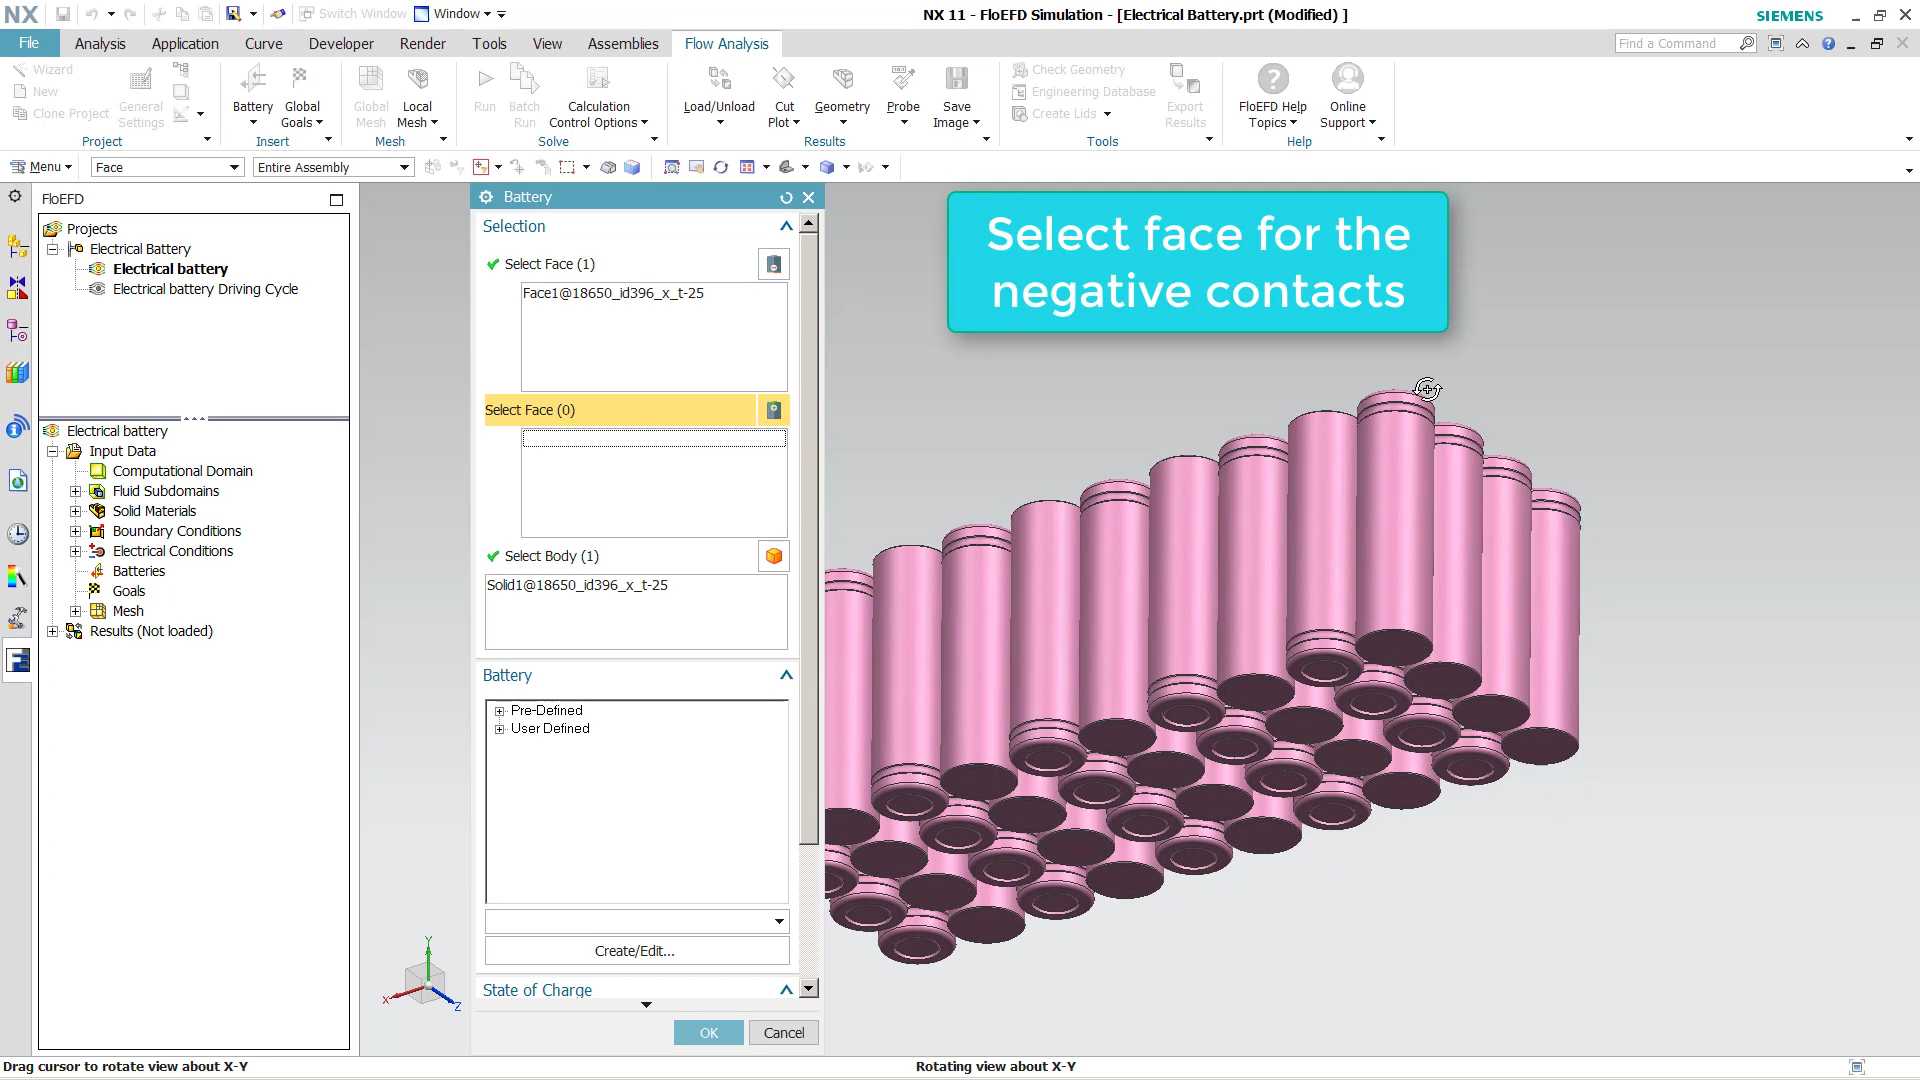 NX
Switch Window
Window
NX 11 - FloEFD Simulation - [Electrical Battery.prt (Modified) ]
SIEMENS
File
Analysis
Application
Curve
Developer
Render
Tools
View
Assemblies
Flow Analysis
Find a Command
Wizard
New
Clone Project
General Settings
Project
Battery
Global Goals
Insert
Global Mesh
Local Mesh
Mesh
Run
Batch Run
Calculation Control Options
Solve
Load/Unload
Cut Plot
Geometry
Probe
Save Image
Results
Check Geometry
Engineering Database
Create Lids
Export Results
Tools
FloEFD Help Topics
Online Support
Help
Menu
Face
Entire Assembly
FloEFD
Projects
Electrical Battery
Electrical battery
Electrical battery Driving Cycle
Electrical battery
Input Data
Computational Domain
Fluid Subdomains
Solid Materials
Boundary Conditions
Electrical Conditions
Batteries
Goals
Mesh
Results (Not loaded)
Battery
Selection
Select Face (1)
Face1@18650_id396_x_t-25
Select Face (0)
Select Body (1)
Solid1@18650_id396_x_t-25
Battery
Pre-Defined
User Defined
Create/Edit...
State of Charge
OK
Cancel
Select face for the
negative contacts
Y
X
Z
Drag cursor to rotate view about X-Y
Rotating view about X-Y